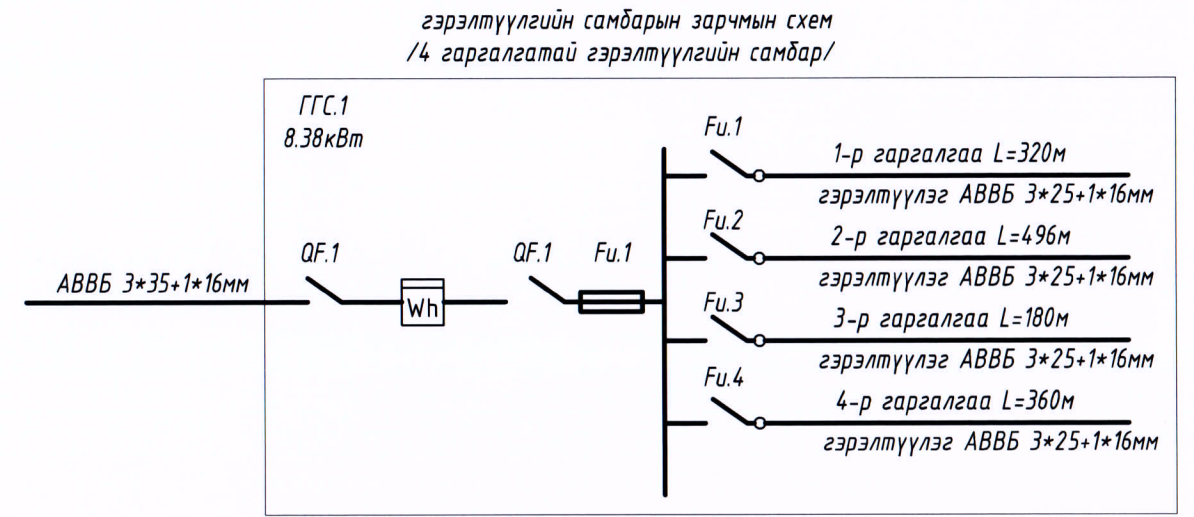 гэрэлтүүлгийн самбарын зарчмын схем
/4 гаргалгатай гэрэлтүүлгийн самбар/
ГГС.1
8.38кВт
АВВБ 3*35+1*16мм
QF.1
Wh
QF.1
Fu.1
Fu.1
1-р гаргалгаа L=320м
гэрэлтүүлэг АВВБ 3*25+1*16мм
Fu.2
2-р гаргалгаа L=496м
гэрэлтүүлэг АВВБ 3*25+1*16мм
Fu.3
3-р гаргалгаа L=180м
гэрэлтүүлэг АВВБ 3*25+1*16мм
Fu.4
4-р гаргалгаа L=360м
гэрэлтүүлэг АВВБ 3*25+1*16мм